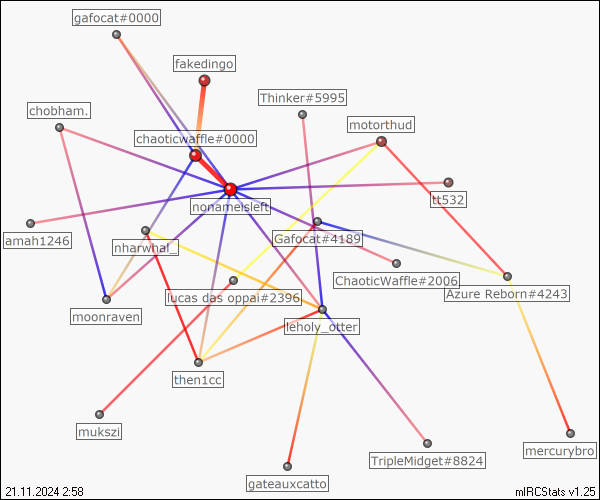 gafocat#0000
fakedingo
Thinker#5995
chobham.
motorthud
chaoticwaffle#0000
tt532
nonameisleft
amah1246
nharwhal_
Gafocat#4189
ChaoticWaffle#2006
Azure Reborn#4243
lucas das oppai#2396
moonraven
leholy_otter
then1cc
mukszi
mercurybro
TripleMidget#8824
gateauxcatto
21.11.2024 2:58
mIRCStats v1.25